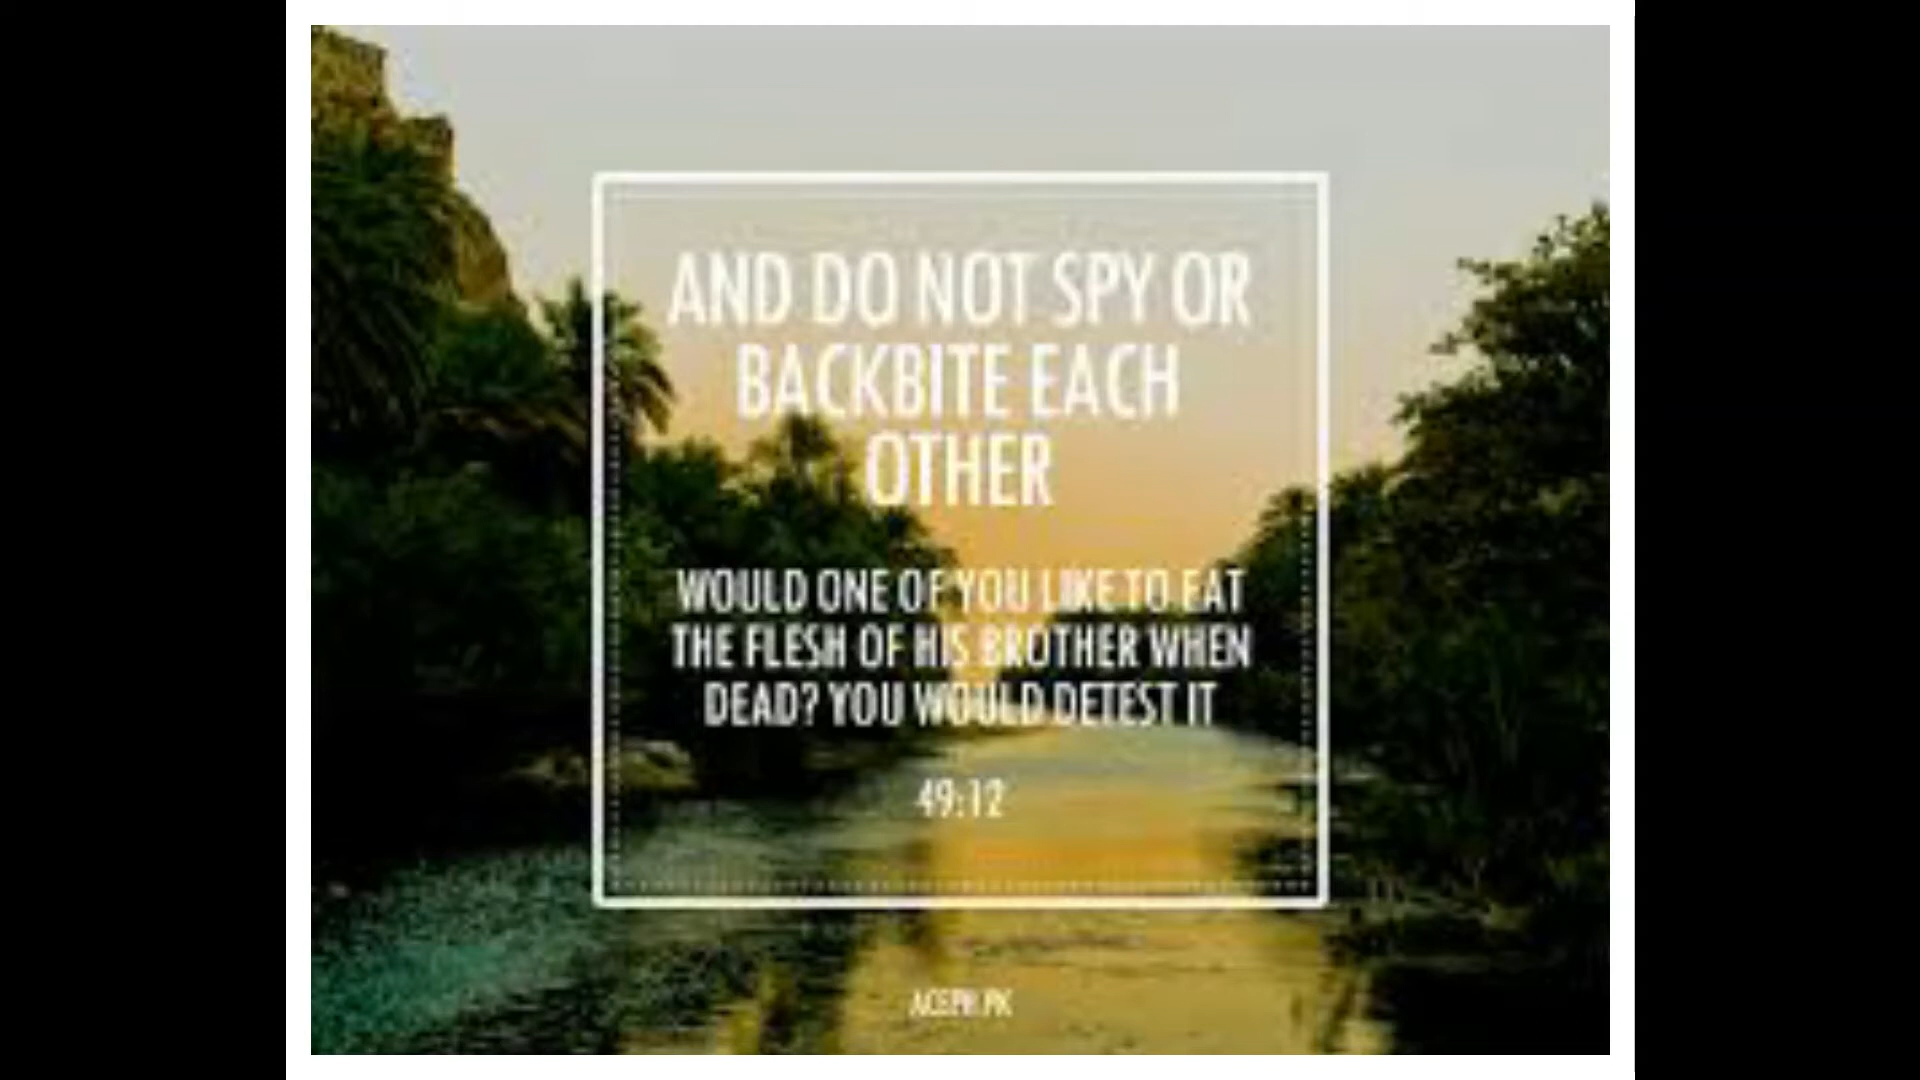 AND DO NOT SPY OR
BACKBITE EACH
OTHER
WOULD ONE OF YOU LIKE TO EAT
THE FLESH OF HIS BROTHER WHEN
DEAD? YOU WOULD DETEST IT
49:12